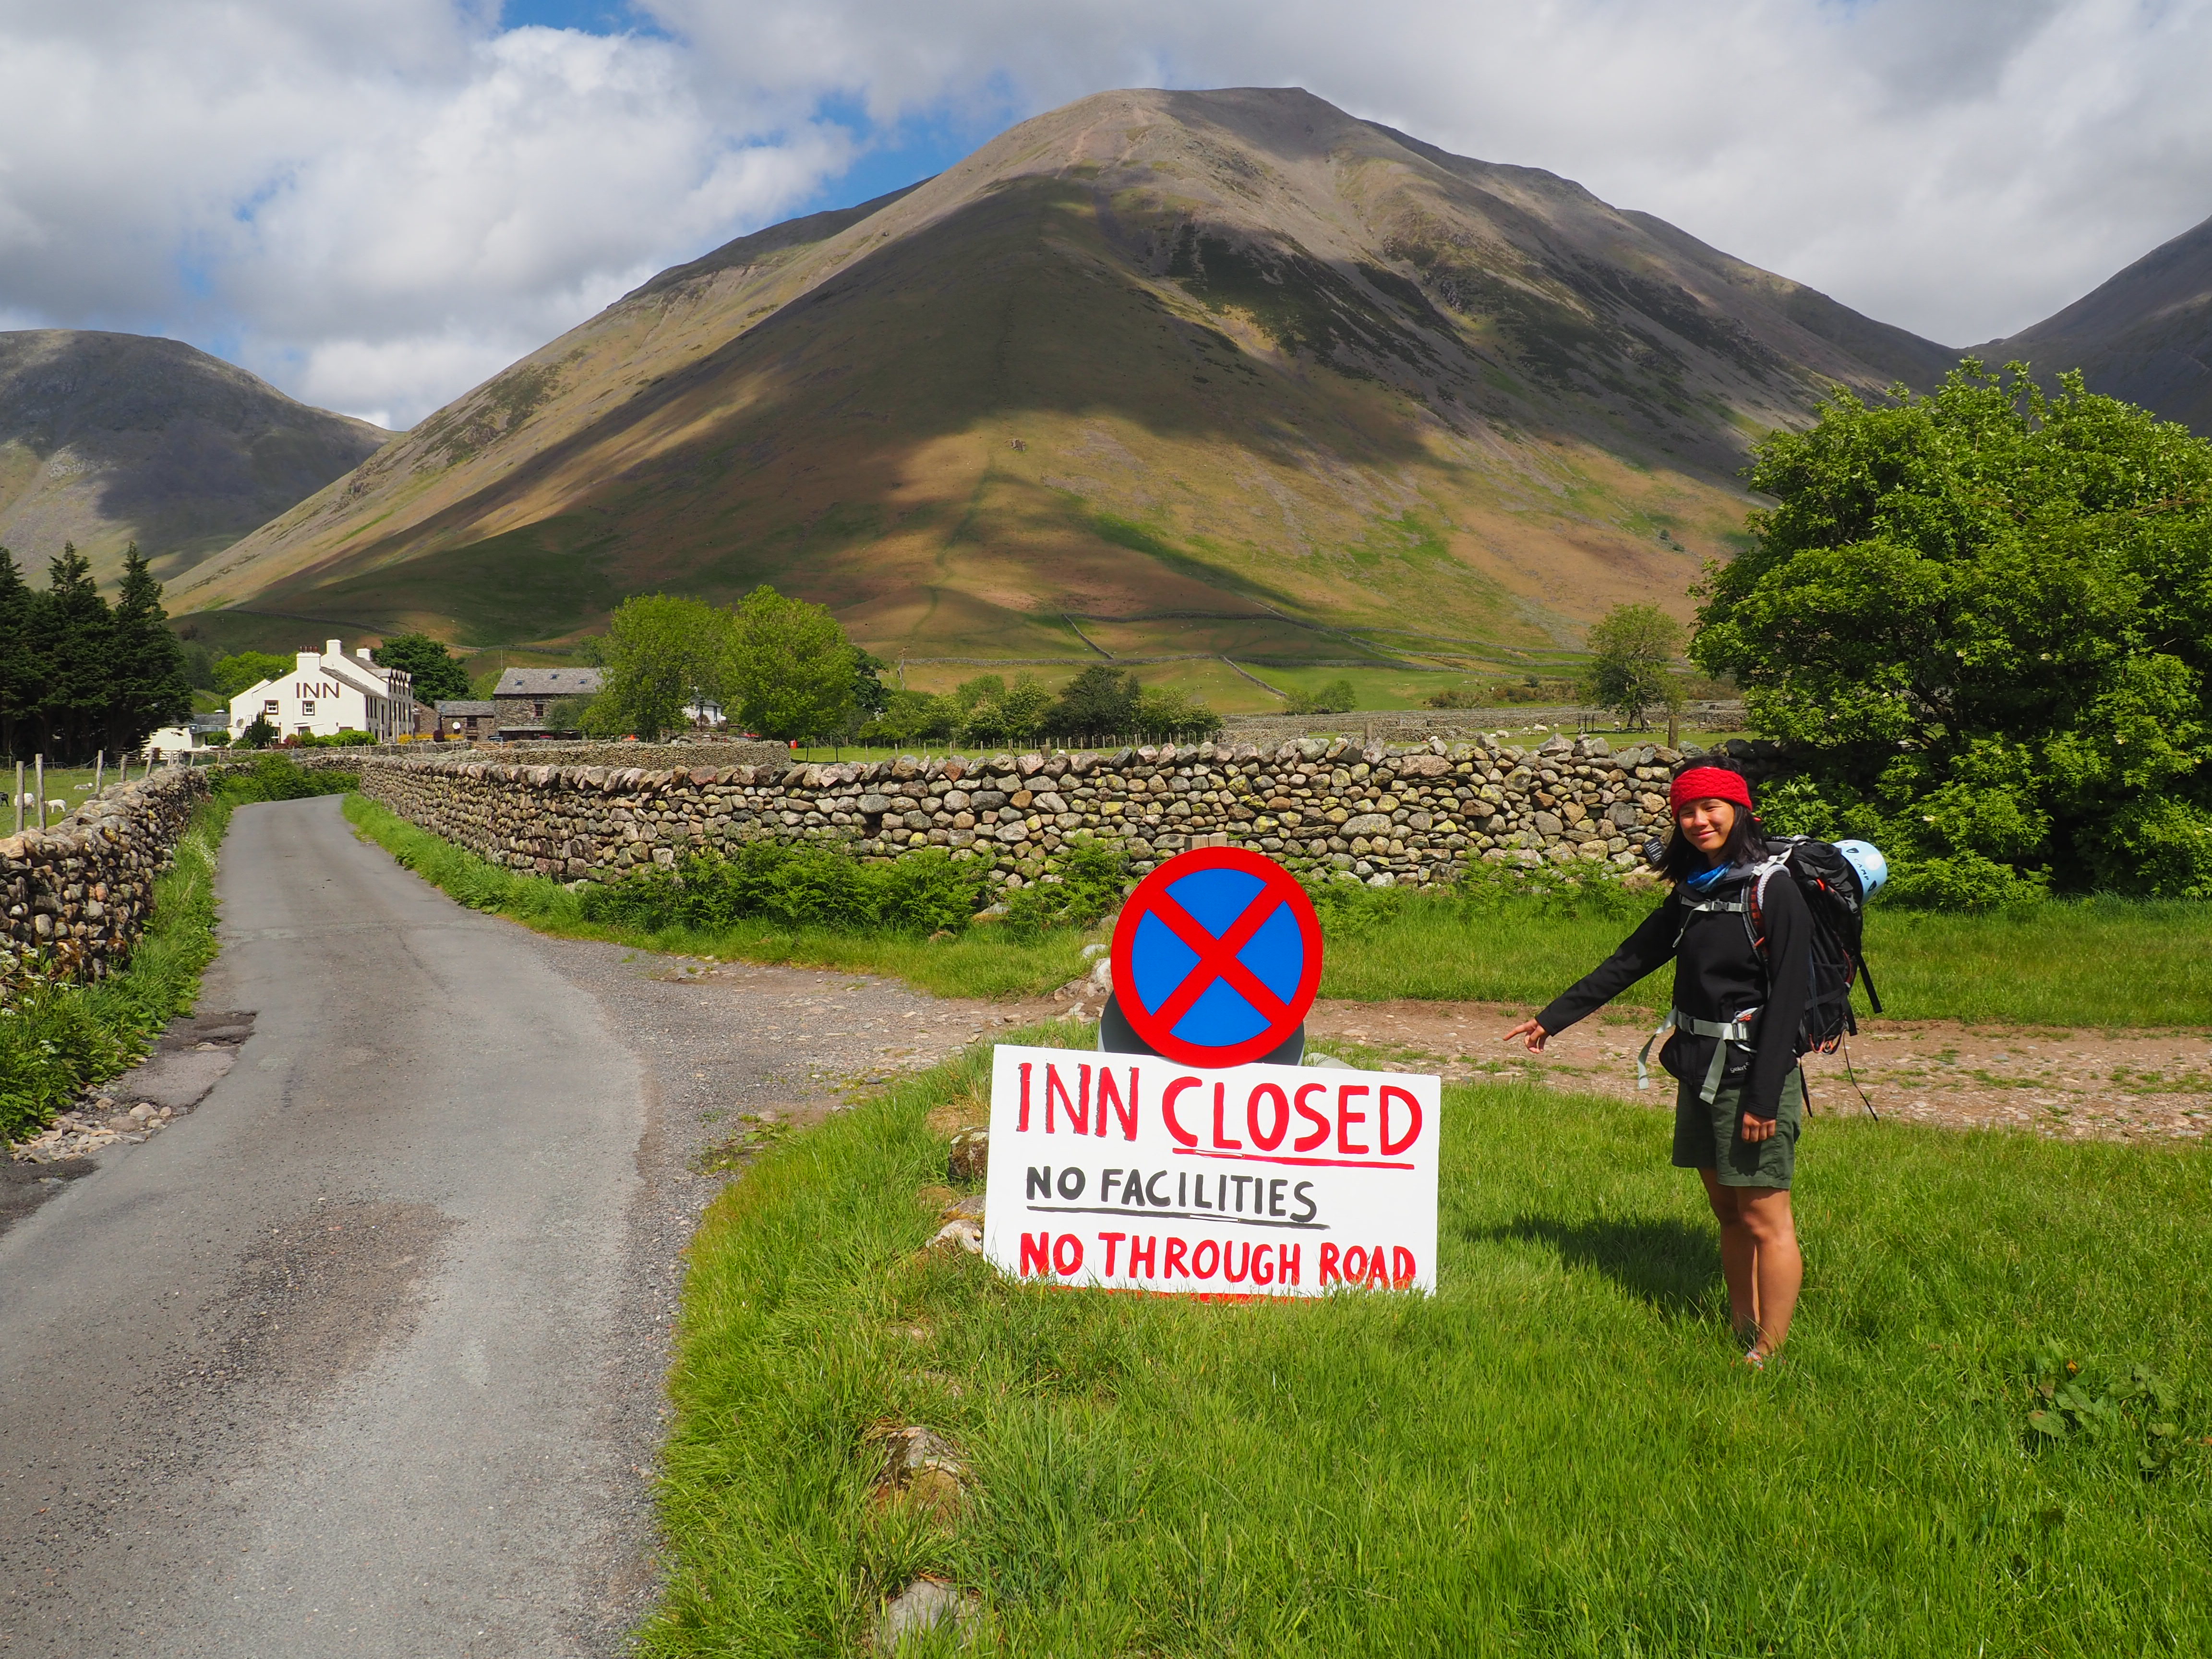 INN
INN CLOSED
NO FACILITIES
NO THROUGH ROAD